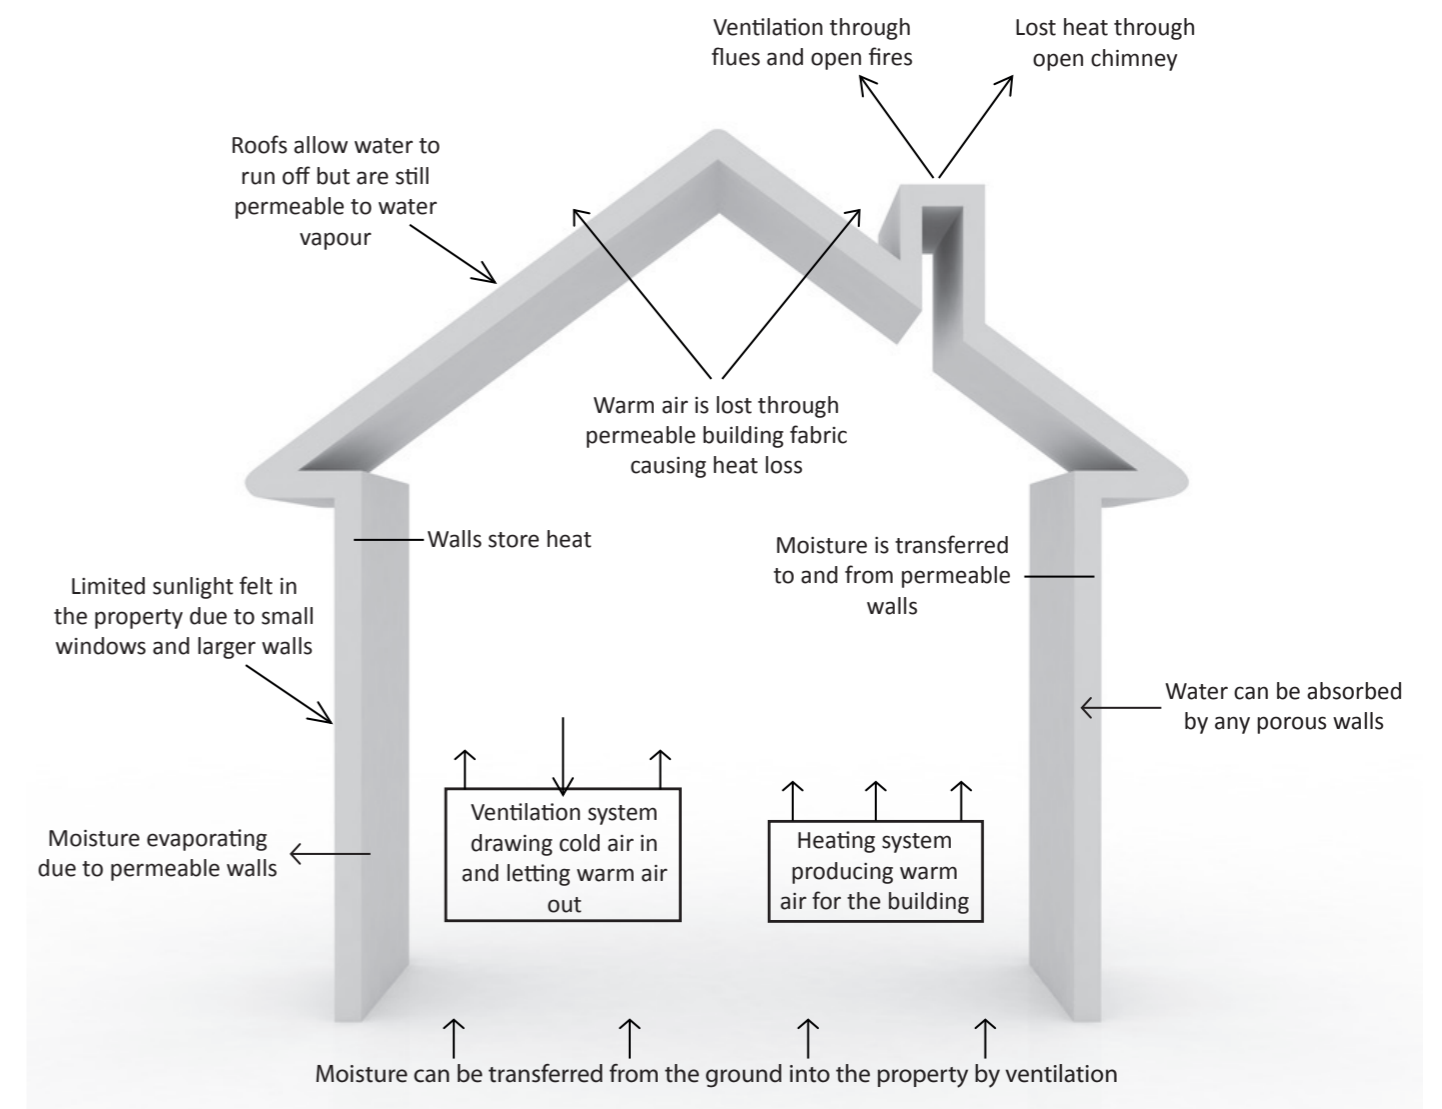 Ventilation through
flues and open fires
Lost heat through
open chimney
Roofs allow water to
run off but are still
permeable to water
vapour
Warm air is lost through
permeable building fabric
causing heat loss
Walls store heat
Moisture is transferred
to and from permeable
walls
Limited sunlight felt in
the property due to small
windows and larger walls
Water can be absorbed
by any porous walls
Ventilation system
drawing cold air in
and letting warm air
out
Heating system
producing warm
air for the building
Moisture evaporating
due to permeable walls
Moisture can be transferred from the ground into the property by ventilation